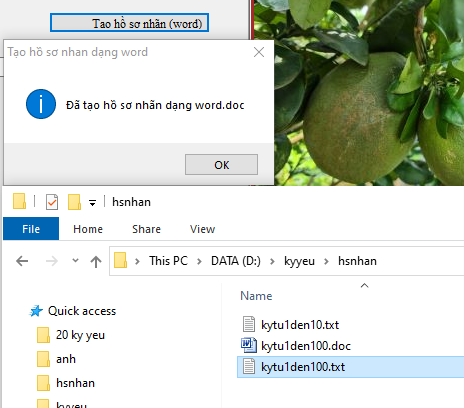 Tạo hồ sơ nhãn (word)
Tạo hồ sơ nhan dạng word
Đã tạo hồ sơ nhãn dạng word.doc
OK
hsnhan
File Home Share View
This PC DATA (D:) kyyeu hsnhan
Name
Quick access
20 ky yeu
anh
hsnhan
kyyeu
kytu1den10.txt
kytu1den100.doc
kytu1den100.txt